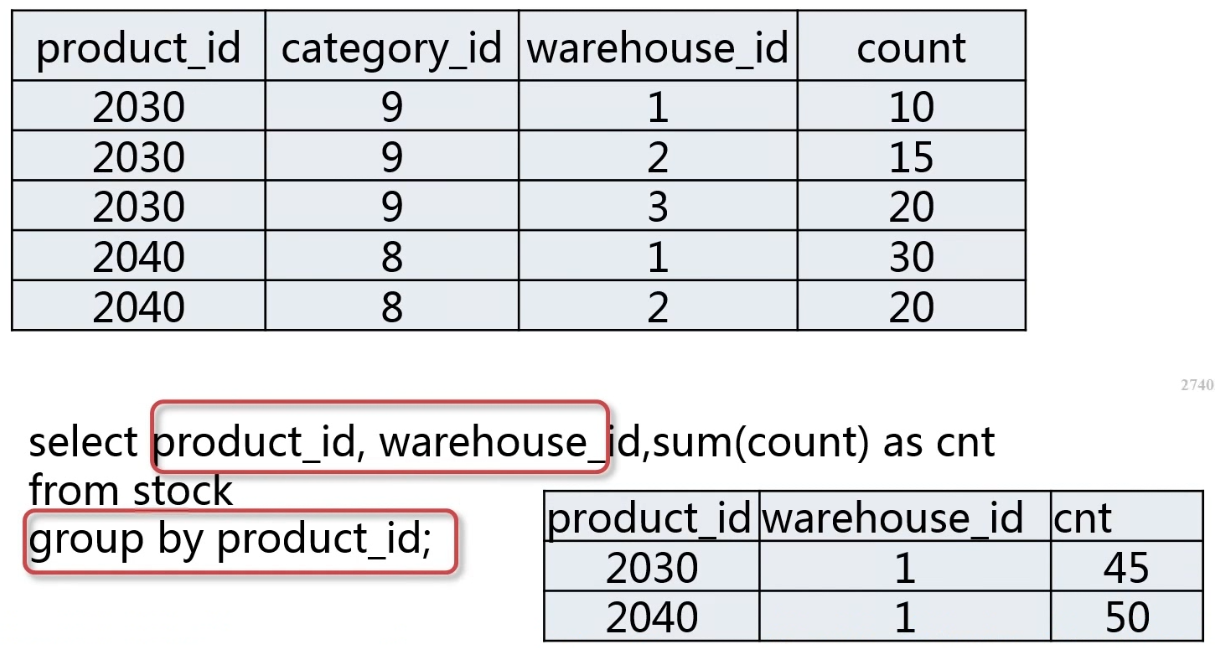 product_id category_id warehouse_id count
2030 9 1 10
2030 9 2 15
2030 9 3 20
2040 8 1 30
2040 8 2 20
2740
select product_id, warehouse_id,sum(count) as cnt
from stock
group by product_id;
product_id warehouse_id cnt
2030 1 45
2040 1 50